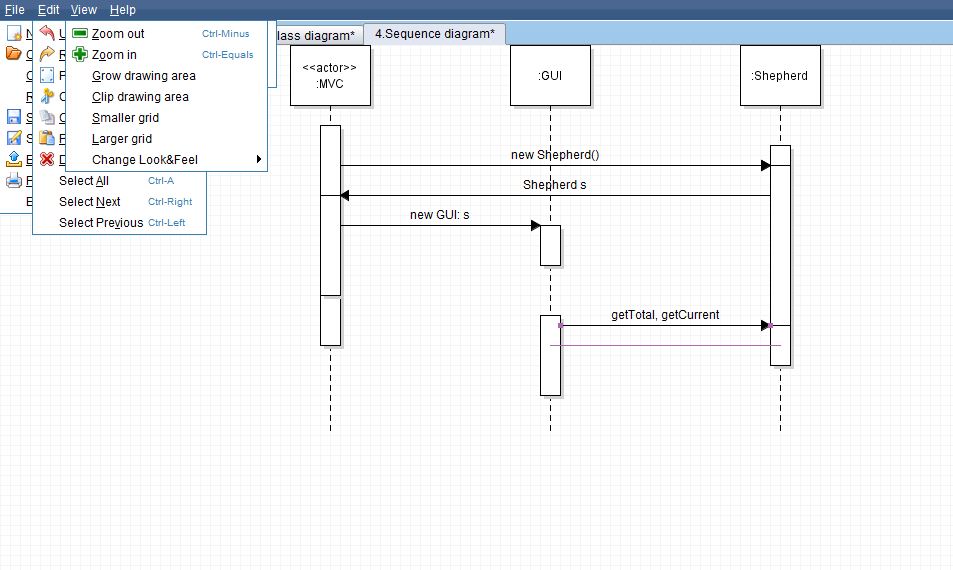 File Edit View Help
Zoom out Ctrl-Minus
Zoom in Ctrl-Equals
Grow drawing area
Clip drawing area
Smaller grid
Larger grid
Change Look&Feel
Select All Ctrl-A
Select Next Ctrl-Right
Select Previous Ctrl-Left
lass diagram*
4.Sequence diagram*
<<actor>>
:MVC
:GUI
:Shepherd
new Shepherd()
Shepherd s
new GUI: s
getTotal, getCurrent